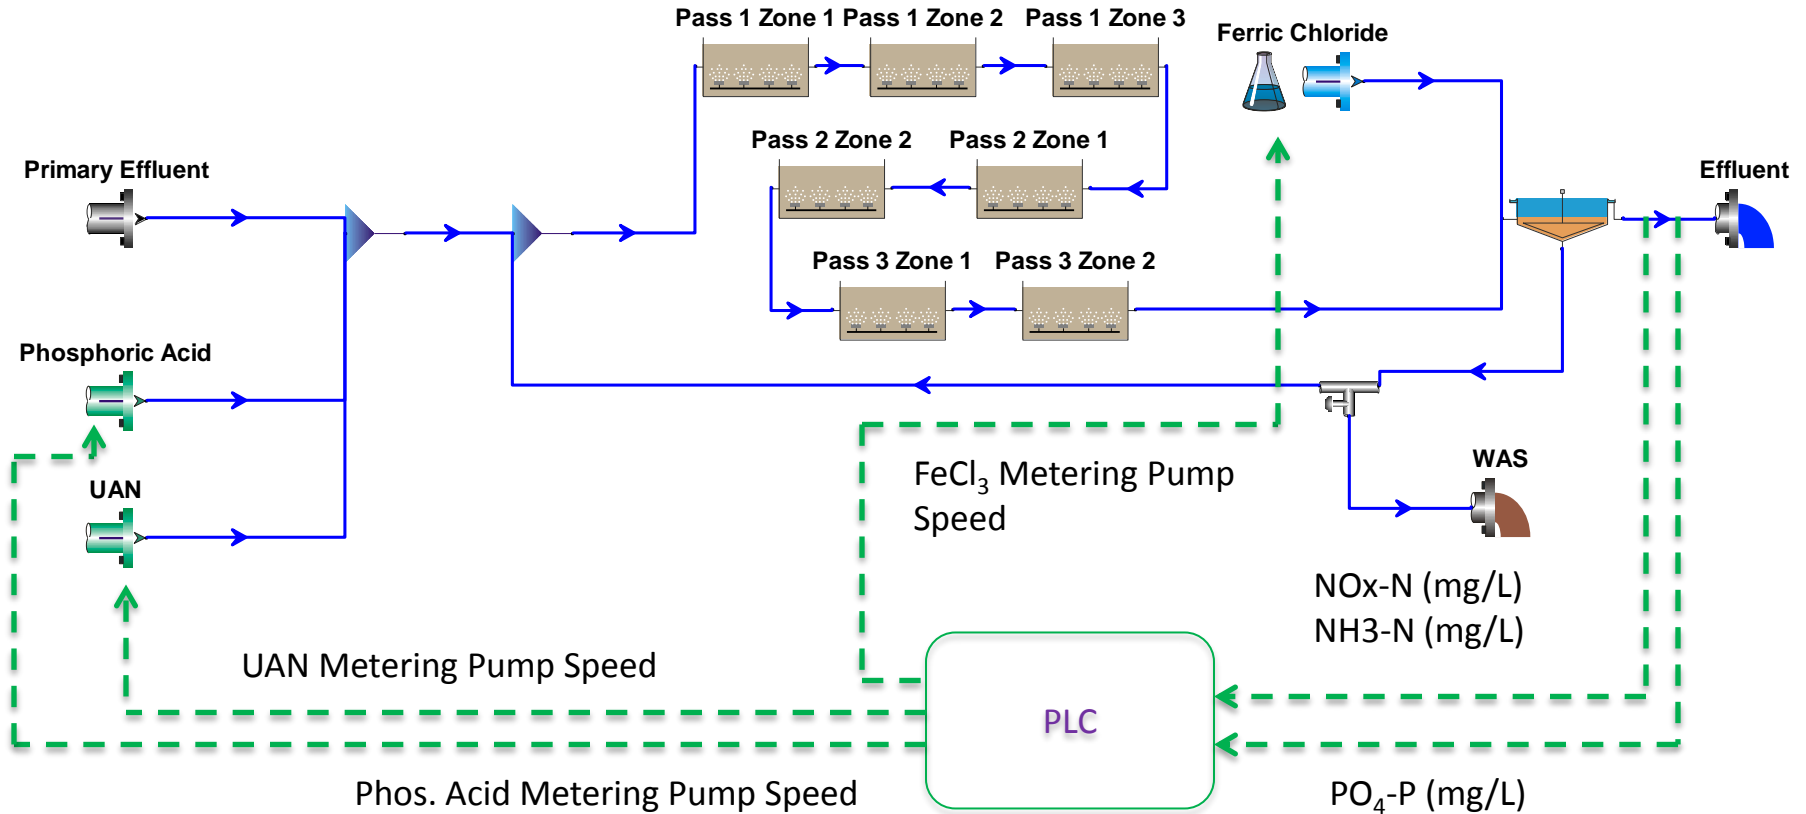 Pass 1 Zone 1
Pass 1 Zone 2
Pass 1 Zone 3
Ferric Chloride
Pass 2 Zone 2
Pass 2 Zone 1
Primary Effluent
Effluent
Pass 3 Zone 1
Pass 3 Zone 2
Phosphoric Acid
UAN
FeCl₃ Metering Pump
Speed
WAS
NOx-N (mg/L)
NH3-N (mg/L)
UAN Metering Pump Speed
PLC
Phos. Acid Metering Pump Speed
PO₄-P (mg/L)